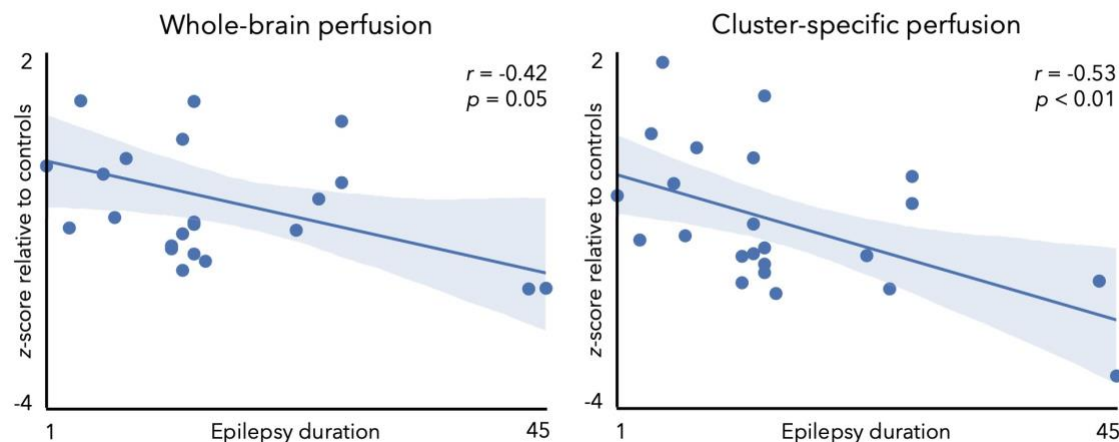 Whole-brain perfusion
2
r = -0.42
p = 0.05
z-score relative to controls
-4
1
Epilepsy duration
45
Cluster-specific perfusion
2
r = -0.53
p < 0.01
z-score relative to controls
-4
1
Epilepsy duration
45